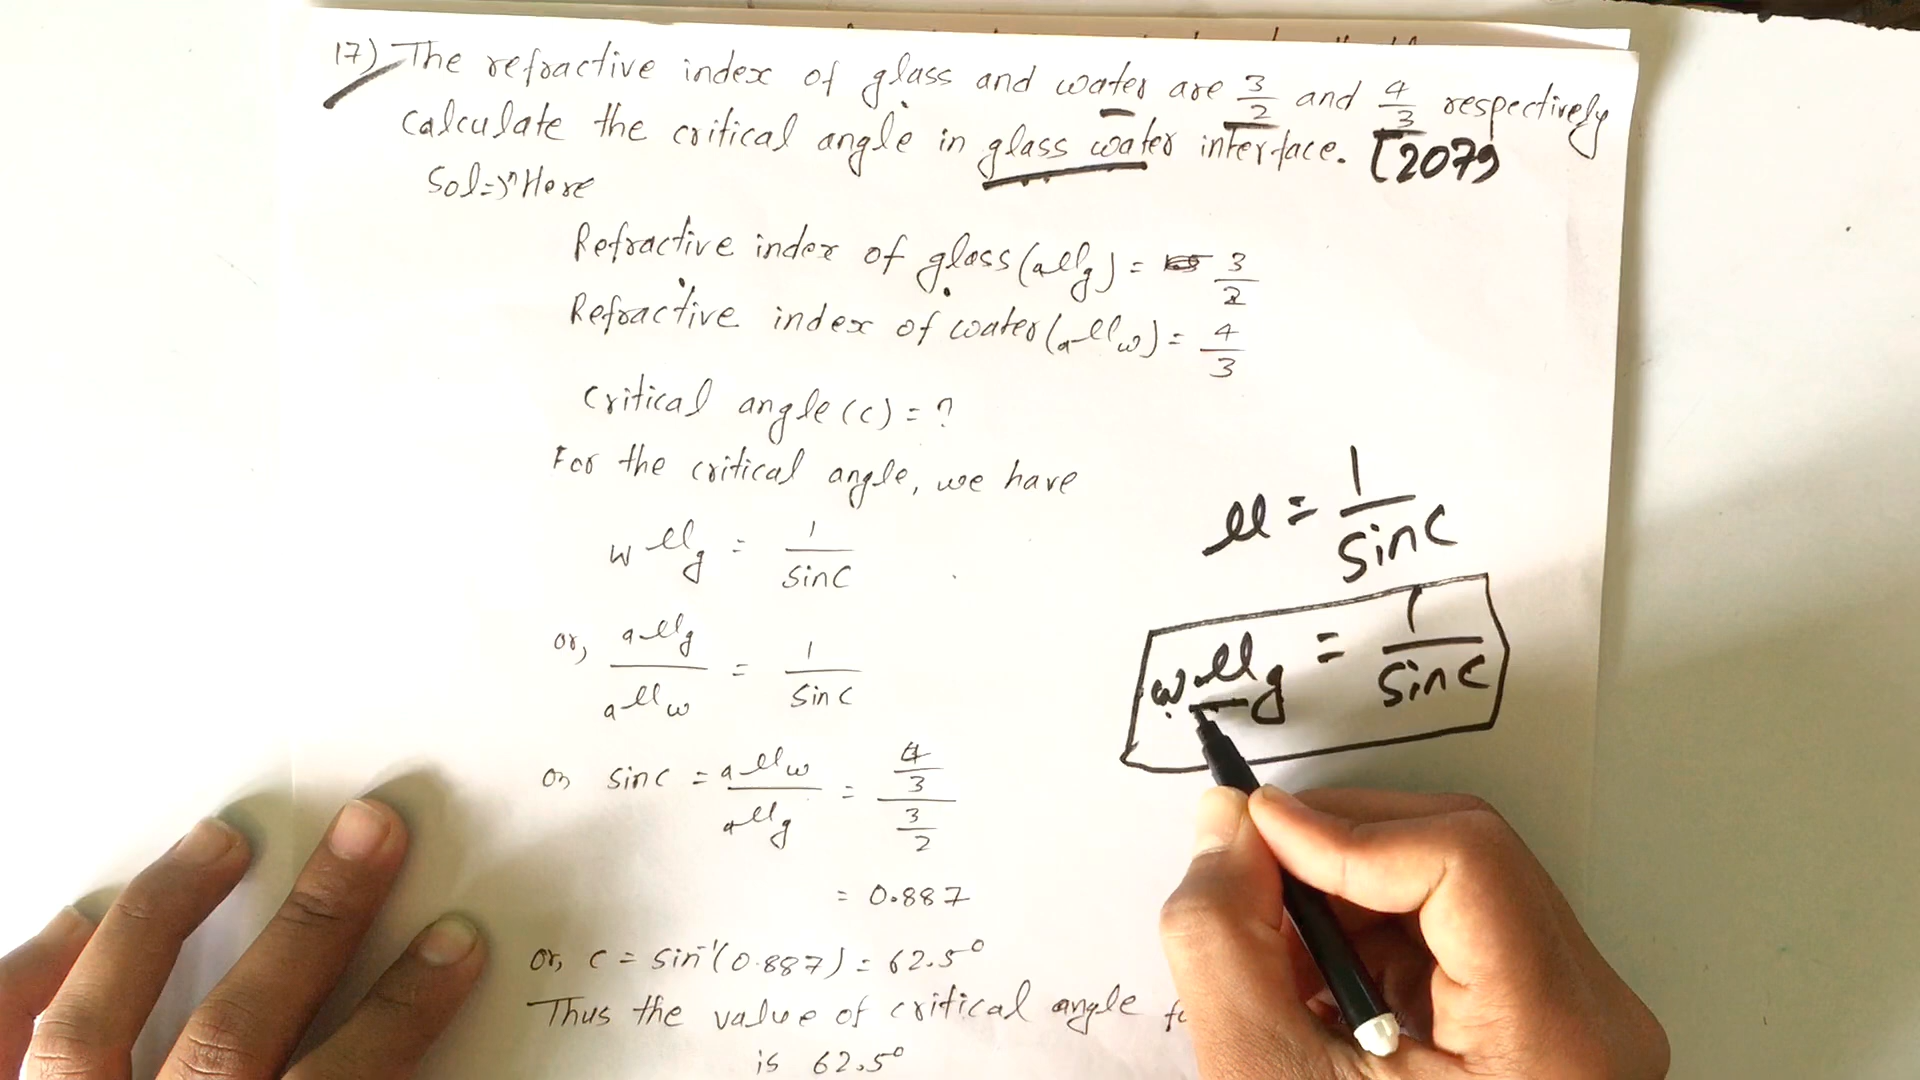 17) The refractive index of glass and water are 3/2 and 4/3 respectively
calculate the critical angle in glass water interface. [2079
Sol=>ⁿ Here
Refractive index of glass (aμg) = 3/2
Refractive index of water (aμw) = 4/3
Critical angle (c) = ?
For the critical angle, we have
wμg = 1/sinC
or, aμg/aμw = 1/sinC
or sinc = aμw/aμg = 4/3 / 3/2
= 0.887
or, c = sin⁻¹(0.887) = 62.5°
Thus the value of critical angle
is 62.5°
μ = 1/sinc
wμg = 1/sinc